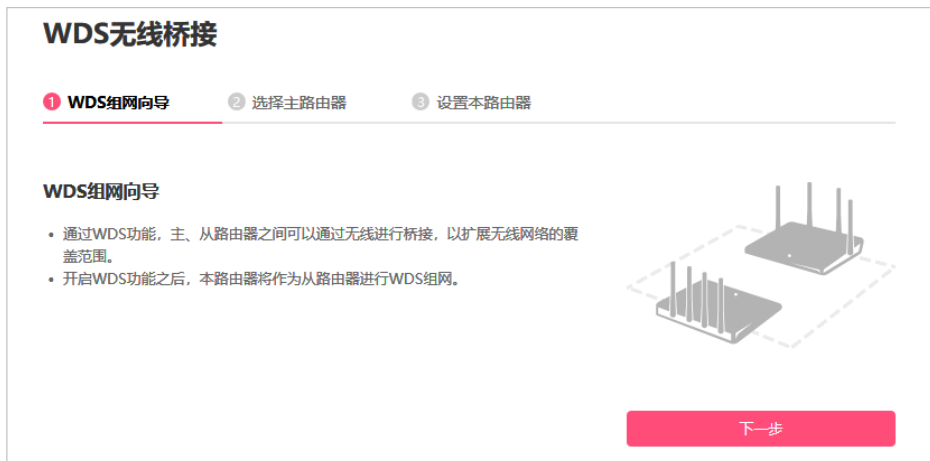 WDS无线桥接
1 WDS组网向导 2 选择主路由器 3 设置本路由器
WDS组网向导
• 通过WDS功能，主、从路由器之间可以通过无线进行桥接，以扩展无线网络的覆
盖范围。
• 开启WDS功能之后，本路由器将作为从路由器进行WDS组网。
下一步